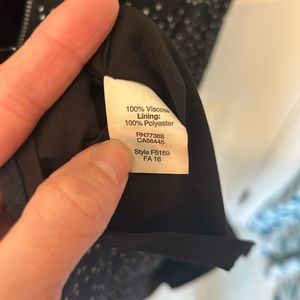 100% Viscose
Lining:
100% Polyester
RN77388
CA56445
Style F5169
FA 16